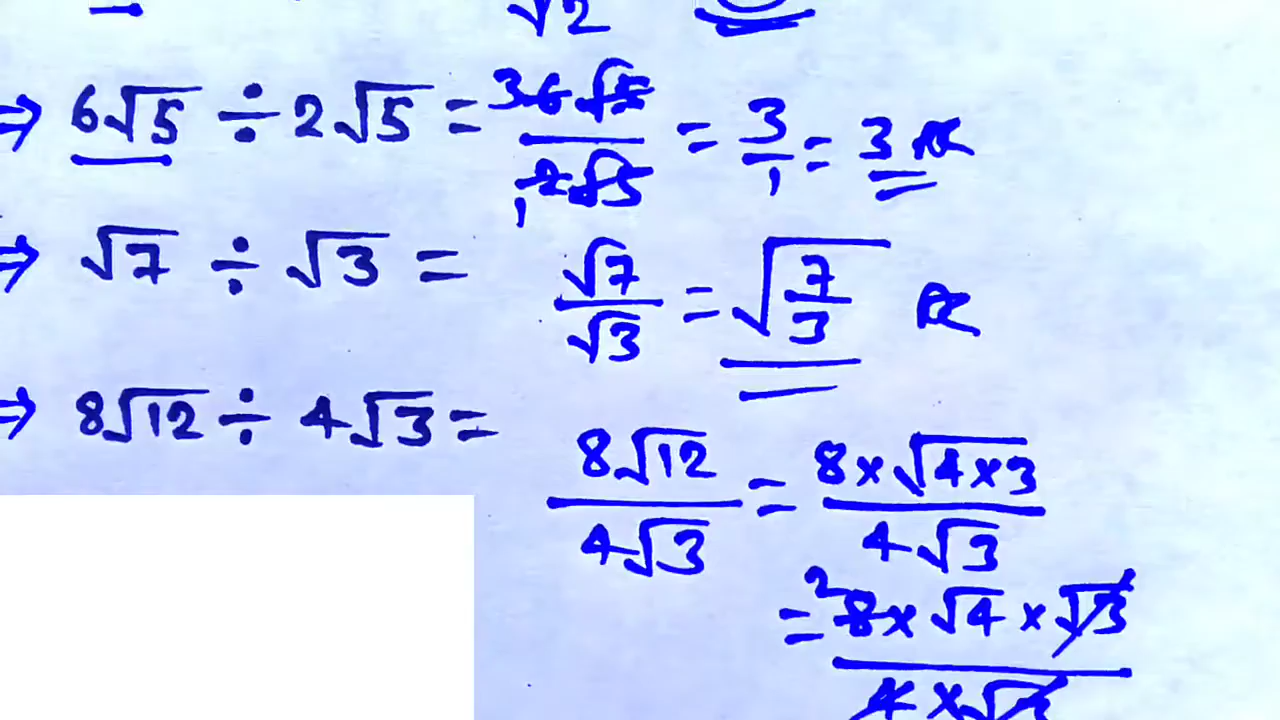 √2
⇒ 6√5 ÷ 2√5 = 3 6√5 / 1 2√5 = 3/1 = 3
⇒ √7 ÷ √3 = √7/√3 = √(7/3)
⇒ 8√12 ÷ 4√3 = 8√12 / 4√3 = 8×√4×3 / 4√3
= 2 8×√4×√3 / 4×√3